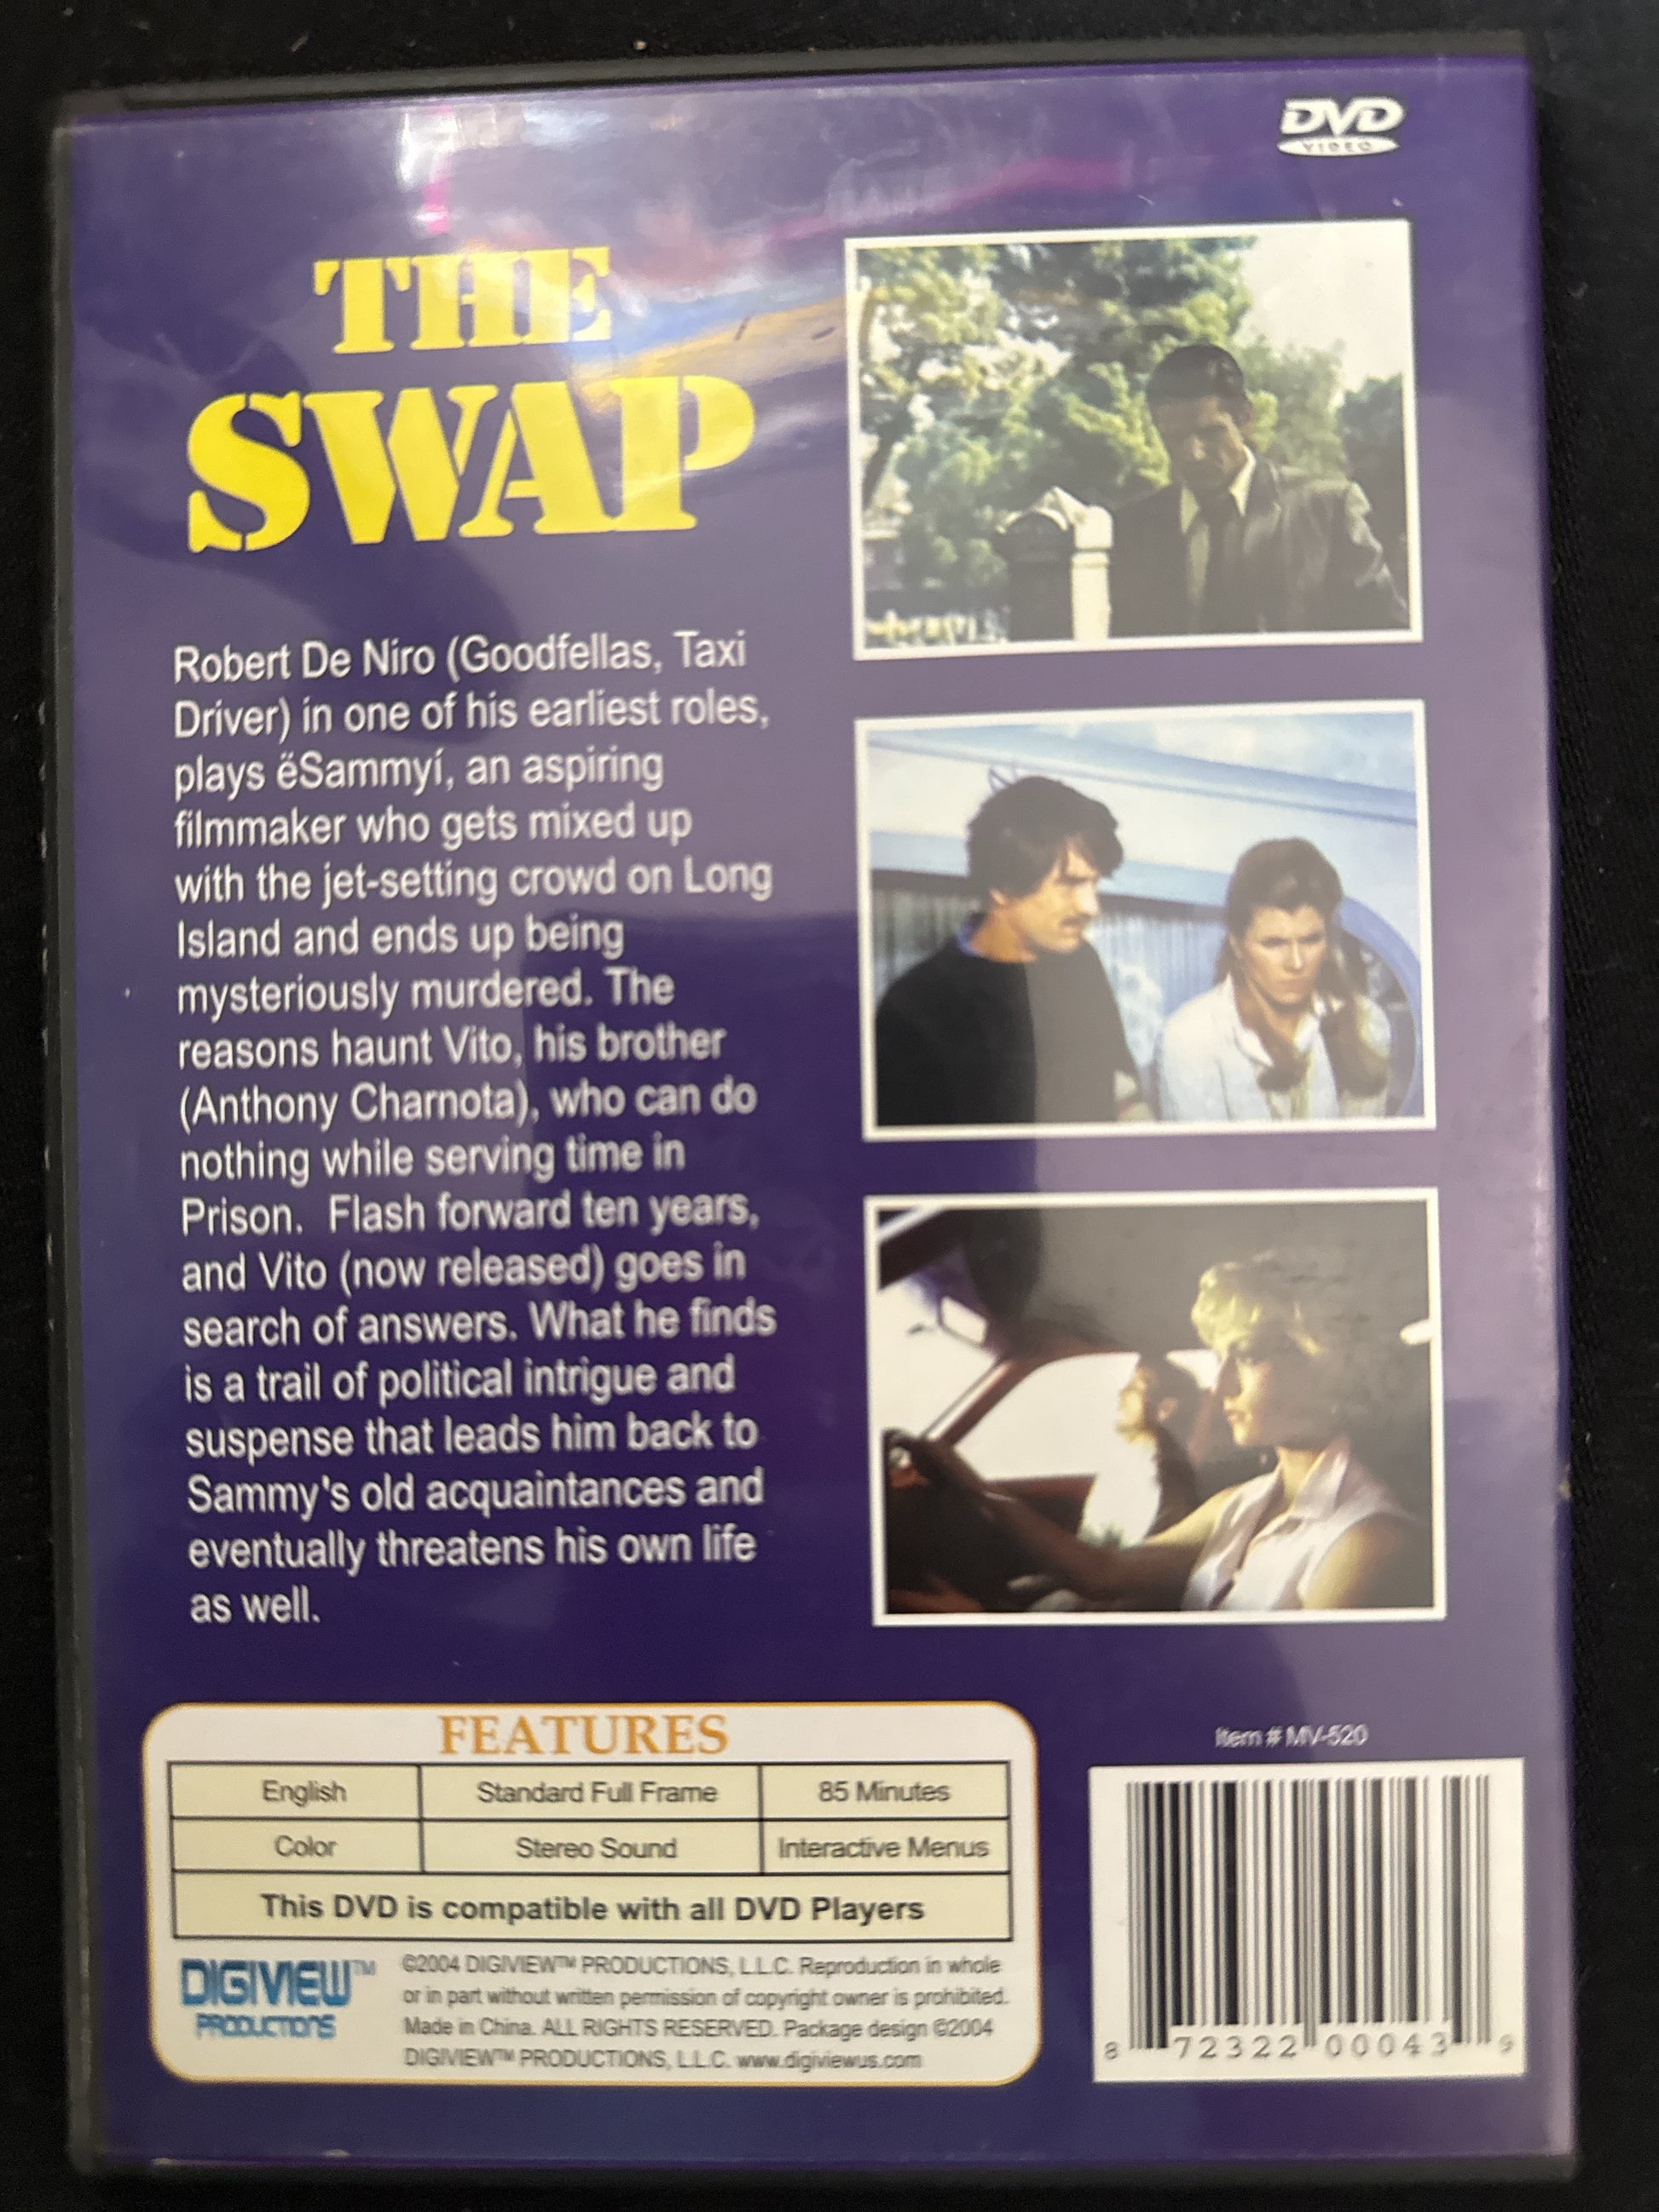 DVD
VIDEO
THE
SWAP
Robert De Niro (Goodfellas, Taxi
Driver) in one of his earliest roles,
plays ëSammyí, an aspiring
filmmaker who gets mixed up
with the jet-setting crowd on Long
Island and ends up being
mysteriously murdered. The
reasons haunt Vito, his brother
(Anthony Charnota), who can do
nothing while serving time in
Prison.  Flash forward ten years,
and Vito (now released) goes in
search of answers. What he finds
is a trail of political intrigue and
suspense that leads him back to
Sammy's old acquaintances and
eventually threatens his own life
as well.
FEATURES
English Standard Full Frame 85 Minutes
Color Stereo Sound Interactive Menus
This DVD is compatible with all DVD Players
DIGIVIEW™
PRODUCTIONS
©2004 DIGIVIEW™ PRODUCTIONS, L.L.C. Reproduction in whole
or in part without written permission of copyright owner is prohibited.
Made in China. ALL RIGHTS RESERVED. Package design ©2004
DIGIVIEW™ PRODUCTIONS, L.L.C. www.digiviewus.com
Item # MV-520
8 72322 00043 9